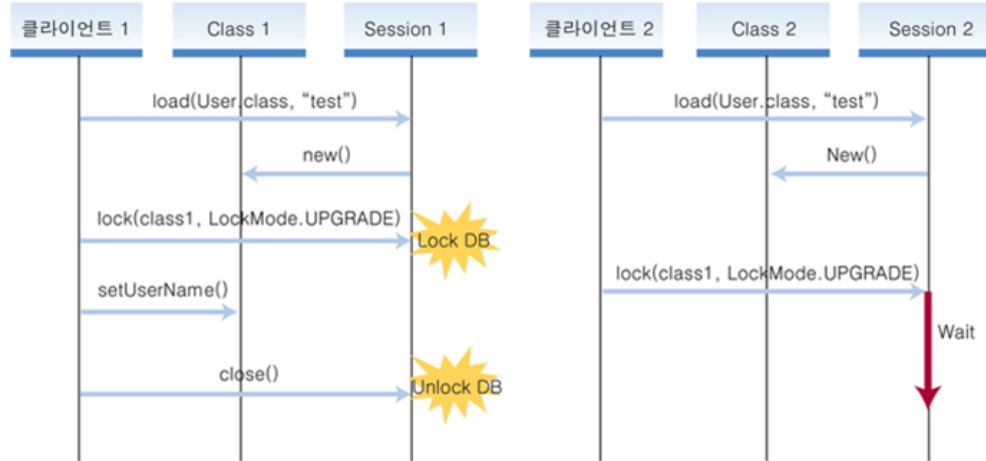 클라이언트 1
Class 1
Session 1
load(User.class, “test”)
new()
lock(class1, LockMode.UPGRADE)
Lock DB
setUserName()
close()
Unlock DB
클라이언트 2
Class 2
Session 2
load(User.class, “test”)
New()
lock(class1, LockMode.UPGRADE)
Wait